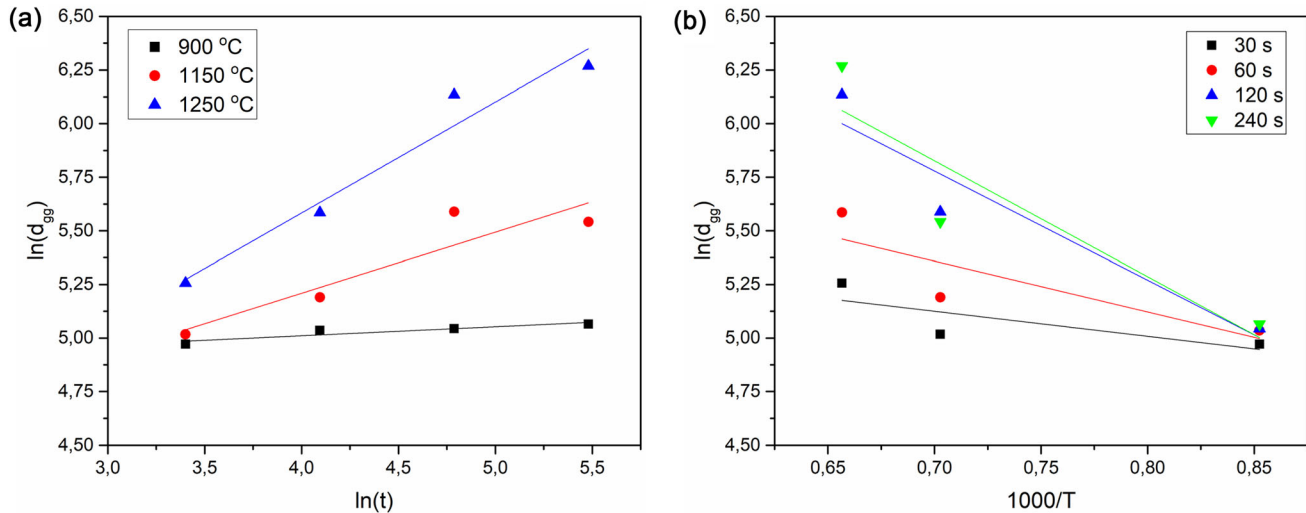 (a)
6,50
6,25
6,00
5,75
5,50
5,25
5,00
4,75
4,50
ln(d_gg)
900 °C
1150 °C
1250 °C
3,0 3,5 4,0 4,5 5,0 5,5
ln(t)
(b)
6,50
6,25
6,00
5,75
5,50
5,25
5,00
4,75
4,50
ln(d_gg)
30 s
60 s
120 s
240 s
0,65 0,70 0,75 0,80 0,85
1000/T